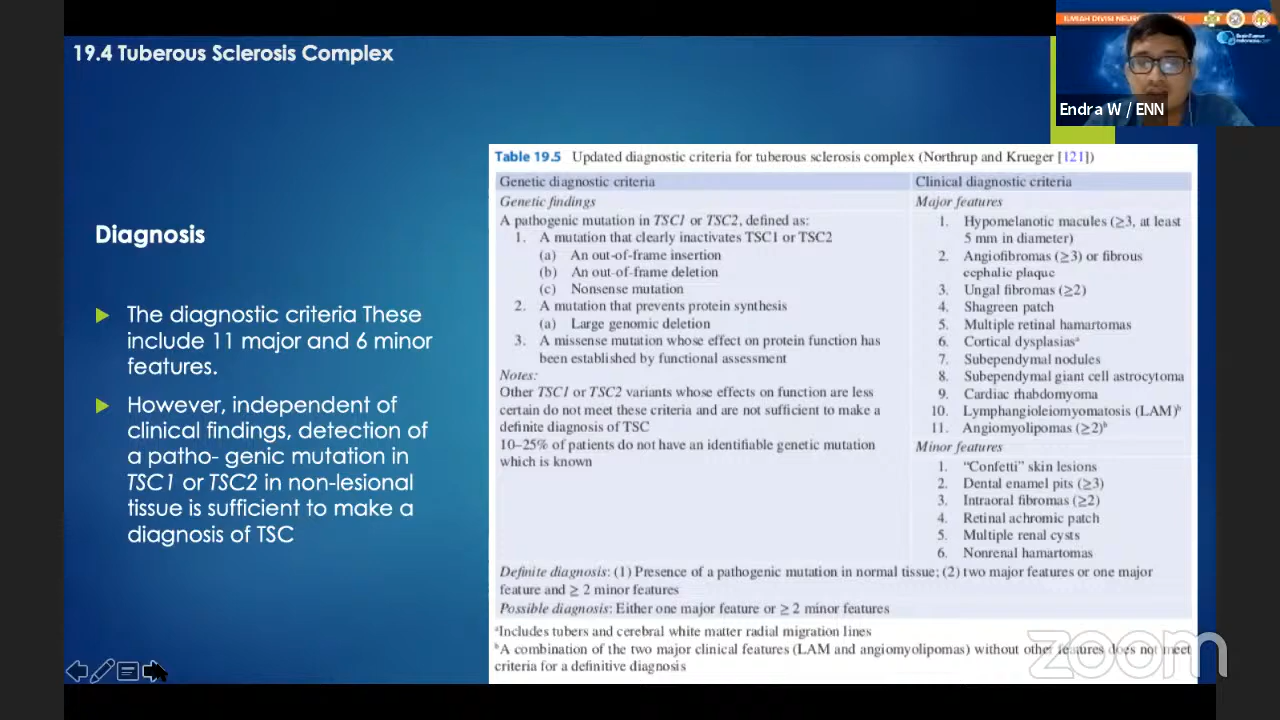 19.4 Tuberous Sclerosis Complex
ILMIAH DIVISI NEURO
Endra W / ENN
Diagnosis
The diagnostic criteria These
include 11 major and 6 minor
features.
However, independent of
clinical findings, detection of
a patho- genic mutation in
TSC1 or TSC2 in non-lesional
tissue is sufficient to make a
diagnosis of TSC
Table 19.5 Updated diagnostic criteria for tuberous sclerosis complex (Northrup and Krueger [121])
Genetic diagnostic criteria
Genetic findings
A pathogenic mutation in TSC1 or TSC2, defined as:
1. A mutation that clearly inactivates TSC1 or TSC2
(a) An out-of-frame insertion
(b) An out-of-frame deletion
(c) Nonsense mutation
2. A mutation that prevents protein synthesis
(a) Large genomic deletion
3. A missense mutation whose effect on protein function has
been established by functional assessment
Notes:
Other TSC1 or TSC2 variants whose effects on function are less
certain do not meet these criteria and are not sufficient to make a
definite diagnosis of TSC
10–25% of patients do not have an identifiable genetic mutation
which is known
Clinical diagnostic criteria
Major features
1. Hypomelanotic macules (≥3, at least
5 mm in diameter)
2. Angiofibromas (≥3) or fibrous
cephalic plaque
3. Ungal fibromas (≥2)
4. Shagreen patch
5. Multiple retinal hamartomas
6. Cortical dysplasiasᵃ
7. Subependymal nodules
8. Subependymal giant cell astrocytoma
9. Cardiac rhabdomyoma
10. Lymphangioleiomyomatosis (LAM)ᵇ
11. Angiomyolipomas (≥2)ᵇ
Minor features
1. “Confetti” skin lesions
2. Dental enamel pits (≥3)
3. Intraoral fibromas (≥2)
4. Retinal achromic patch
5. Multiple renal cysts
6. Nonrenal hamartomas
Definite diagnosis: (1) Presence of a pathogenic mutation in normal tissue; (2) two major features or one major
feature and ≥ 2 minor features
Possible diagnosis: Either one major feature or ≥ 2 minor features
ᵃIncludes tubers and cerebral white matter radial migration lines
ᵇA combination of the two major clinical features (LAM and angiomyolipomas) without other features does not meet
criteria for a definitive diagnosis
zoom